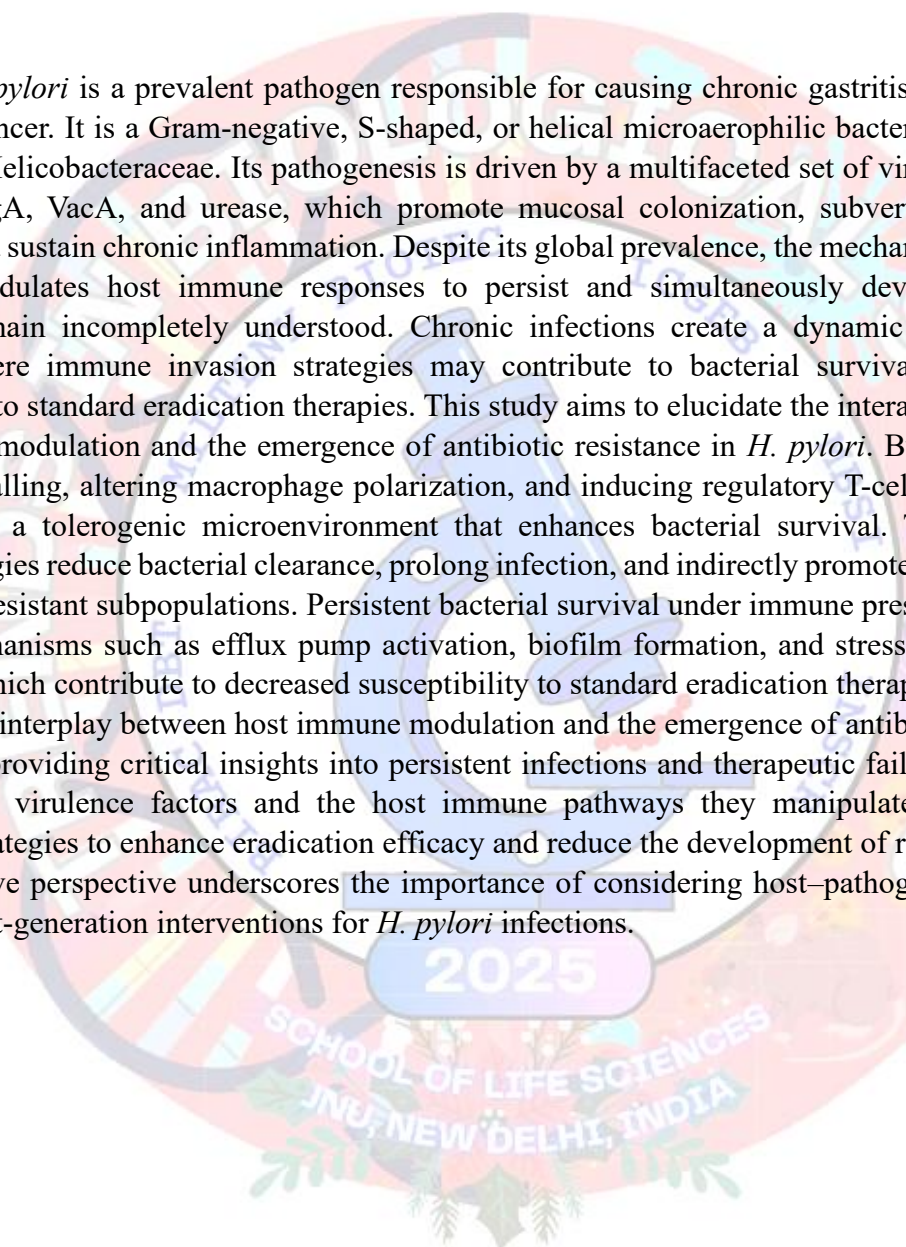 pylori is a prevalent pathogen responsible for causing chronic gastritis
ncer. It is a Gram-negative, S-shaped, or helical microaerophilic bacter
Helicobacteraceae. Its pathogenesis is driven by a multifaceted set of vir
gA, VacA, and urease, which promote mucosal colonization, subver
sustain chronic inflammation. Despite its global prevalence, the mechan
dulates host immune responses to persist and simultaneously dev
main incompletely understood. Chronic infections create a dynamic
ere immune invasion strategies may contribute to bacterial surviva
to standard eradication therapies. This study aims to elucidate the intera
modulation and the emergence of antibiotic resistance in H. pylori. B
alling, altering macrophage polarization, and inducing regulatory T-cel
a tolerogenic microenvironment that enhances bacterial survival. T
gies reduce bacterial clearance, prolong infection, and indirectly promote
esistant subpopulations. Persistent bacterial survival under immune pres
hanisms such as efflux pump activation, biofilm formation, and stress
hich contribute to decreased susceptibility to standard eradication therap
interplay between host immune modulation and the emergence of antib
providing critical insights into persistent infections and therapeutic fail
virulence factors and the host immune pathways they manipulate
ategies to enhance eradication efficacy and reduce the development of r
ve perspective underscores the importance of considering host–pathog
t-generation interventions for H. pylori infections.
2025
SCHOOL OF LIFE SCIENCES
JNU, NEW DELHI, INDIA